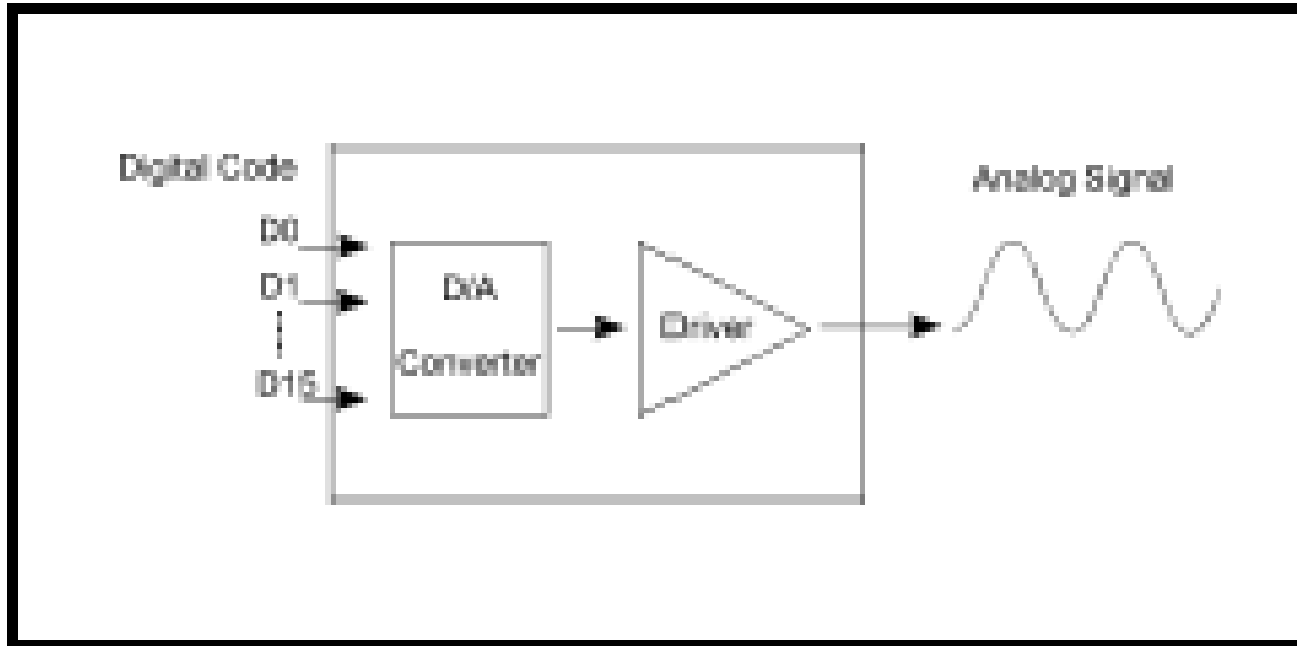 Digital Code
D0
D1
D15
D/A
Converter
Driver
Analog Signal